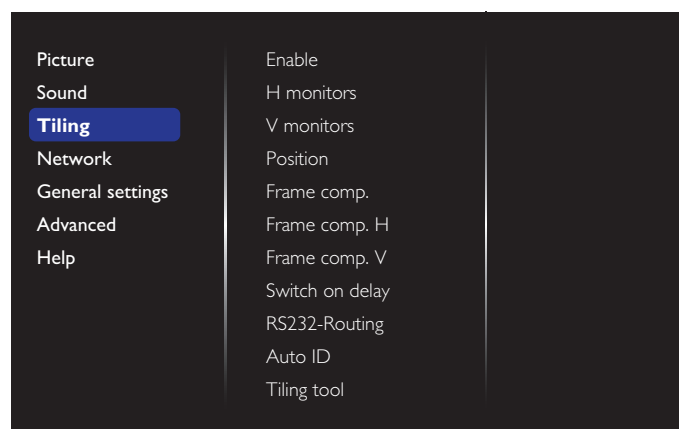 Picture
Sound
Tiling
Network
General settings
Advanced
Help
Enable
H monitors
V monitors
Position
Frame comp.
Frame comp. H
Frame comp. V
Switch on delay
RS232-Routing
Auto ID
Tiling tool